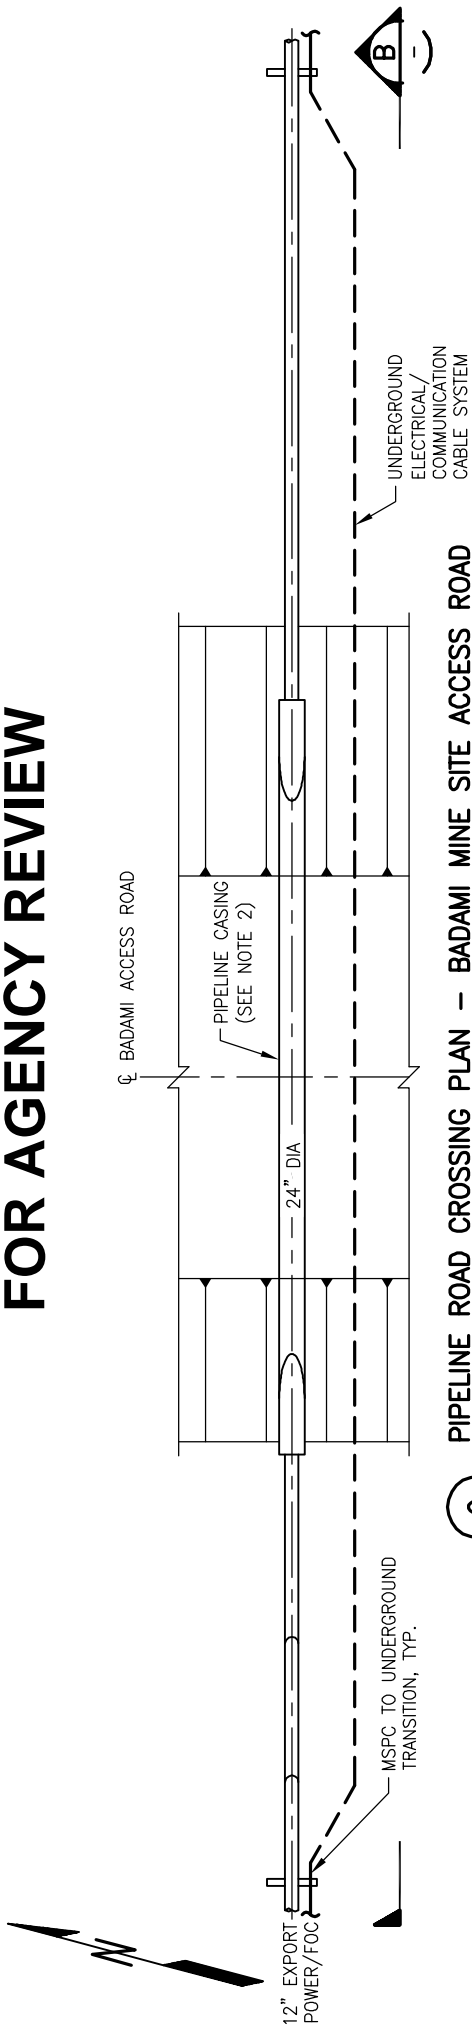 FOR AGENCY REVIEW
℄ BADAMI ACCESS ROAD
PIPELINE CASING
(SEE NOTE 2)
24" DIA
B
-
UNDERGROUND
ELECTRICAL/
COMMUNICATION
CABLE SYSTEM
MSPC TO UNDERGROUND
TRANSITION, TYP.
N
12" EXPORT
POWER/FOC
PIPELINE ROAD CROSSING PLAN – BADAMI MINE SITE ACCESS ROAD